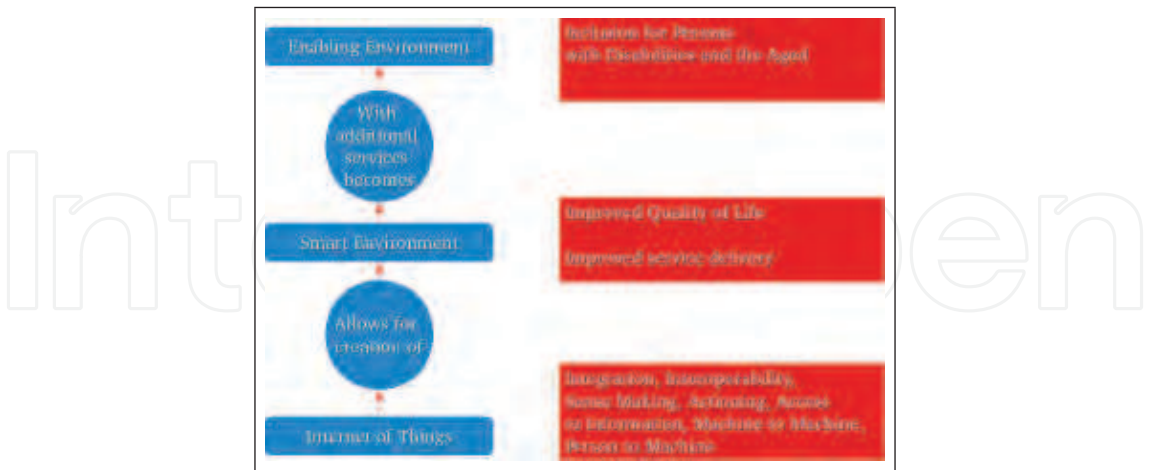 Enabling Environment
Inclusion for Persons
with Disabilities and the Aged
With
additional
services
becomes
Improved Quality of Life
Smart Environment
Improved service delivery
Allows for
creation of
Integration, Interoperability,
Sense Making, Actioning, Access
to Information, Machine to Machine,
Person to Machine
Internet of Things